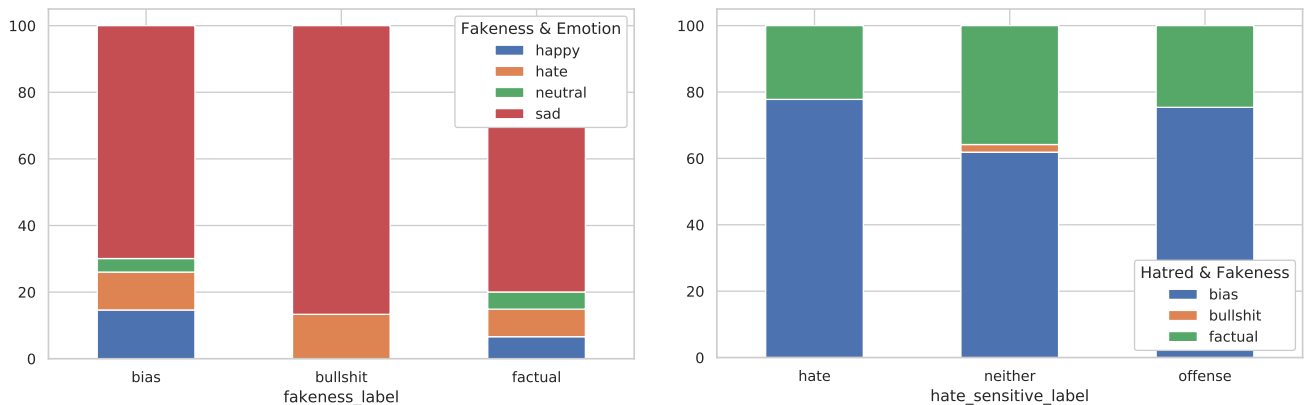 100
80
60
40
20
0
Fakeness & Emotion
happy
hate
neutral
sad
bias
bullshit
factual
fakeness_label
100
80
60
40
20
0
Hatred & Fakeness
bias
bullshit
factual
hate
neither
offense
hate_sensitive_label